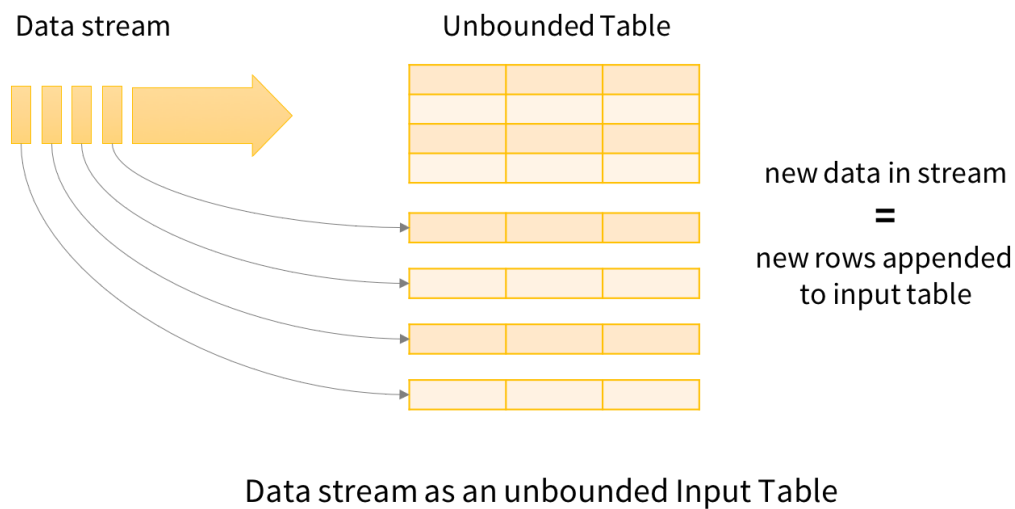 Data stream
Unbounded Table
new data in stream
=
new rows appended
to input table
Data stream as an unbounded Input Table